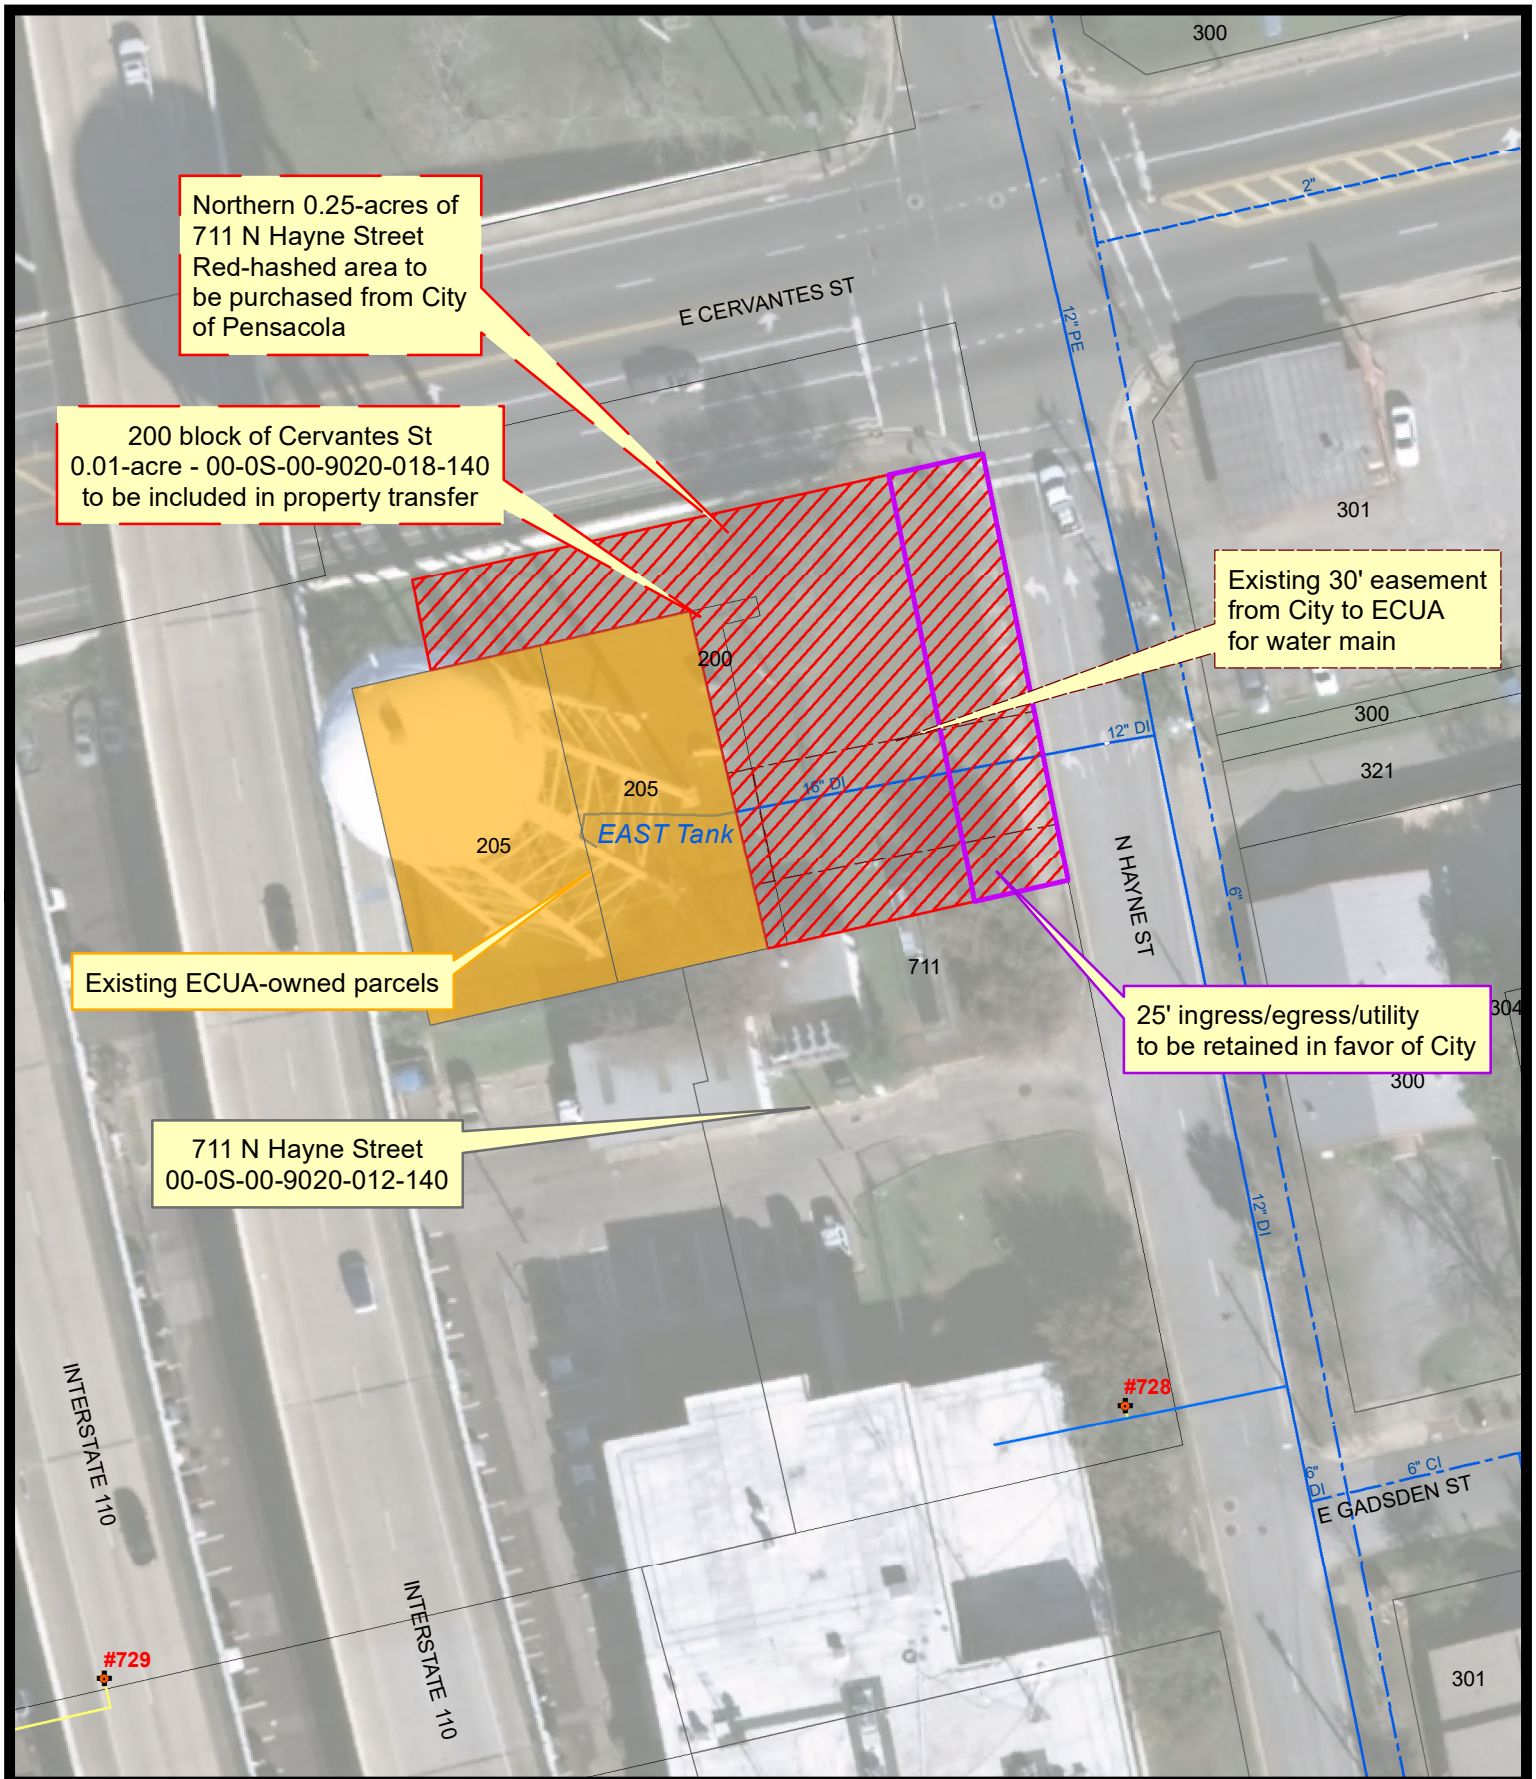 300
2"
Northern 0.25-acres of
711 N Hayne Street
Red-hashed area to
be purchased from City
of Pensacola
E CERVANTES ST
12" PE
200 block of Cervantes St
0.01-acre - 00-0S-00-9020-018-140
to be included in property transfer
301
Existing 30' easement
from City to ECUA
for water main
200
300
12" DI
321
16" DI
205
EAST Tank
205
N HAYNE ST
6"
Existing ECUA-owned parcels
711
304
25' ingress/egress/utility
to be retained in favor of City
300
711 N Hayne Street
00-0S-00-9020-012-140
12" DI
INTERSTATE 110
#728
6"
DI
6" CI
E GADSDEN ST
INTERSTATE 110
#729
301